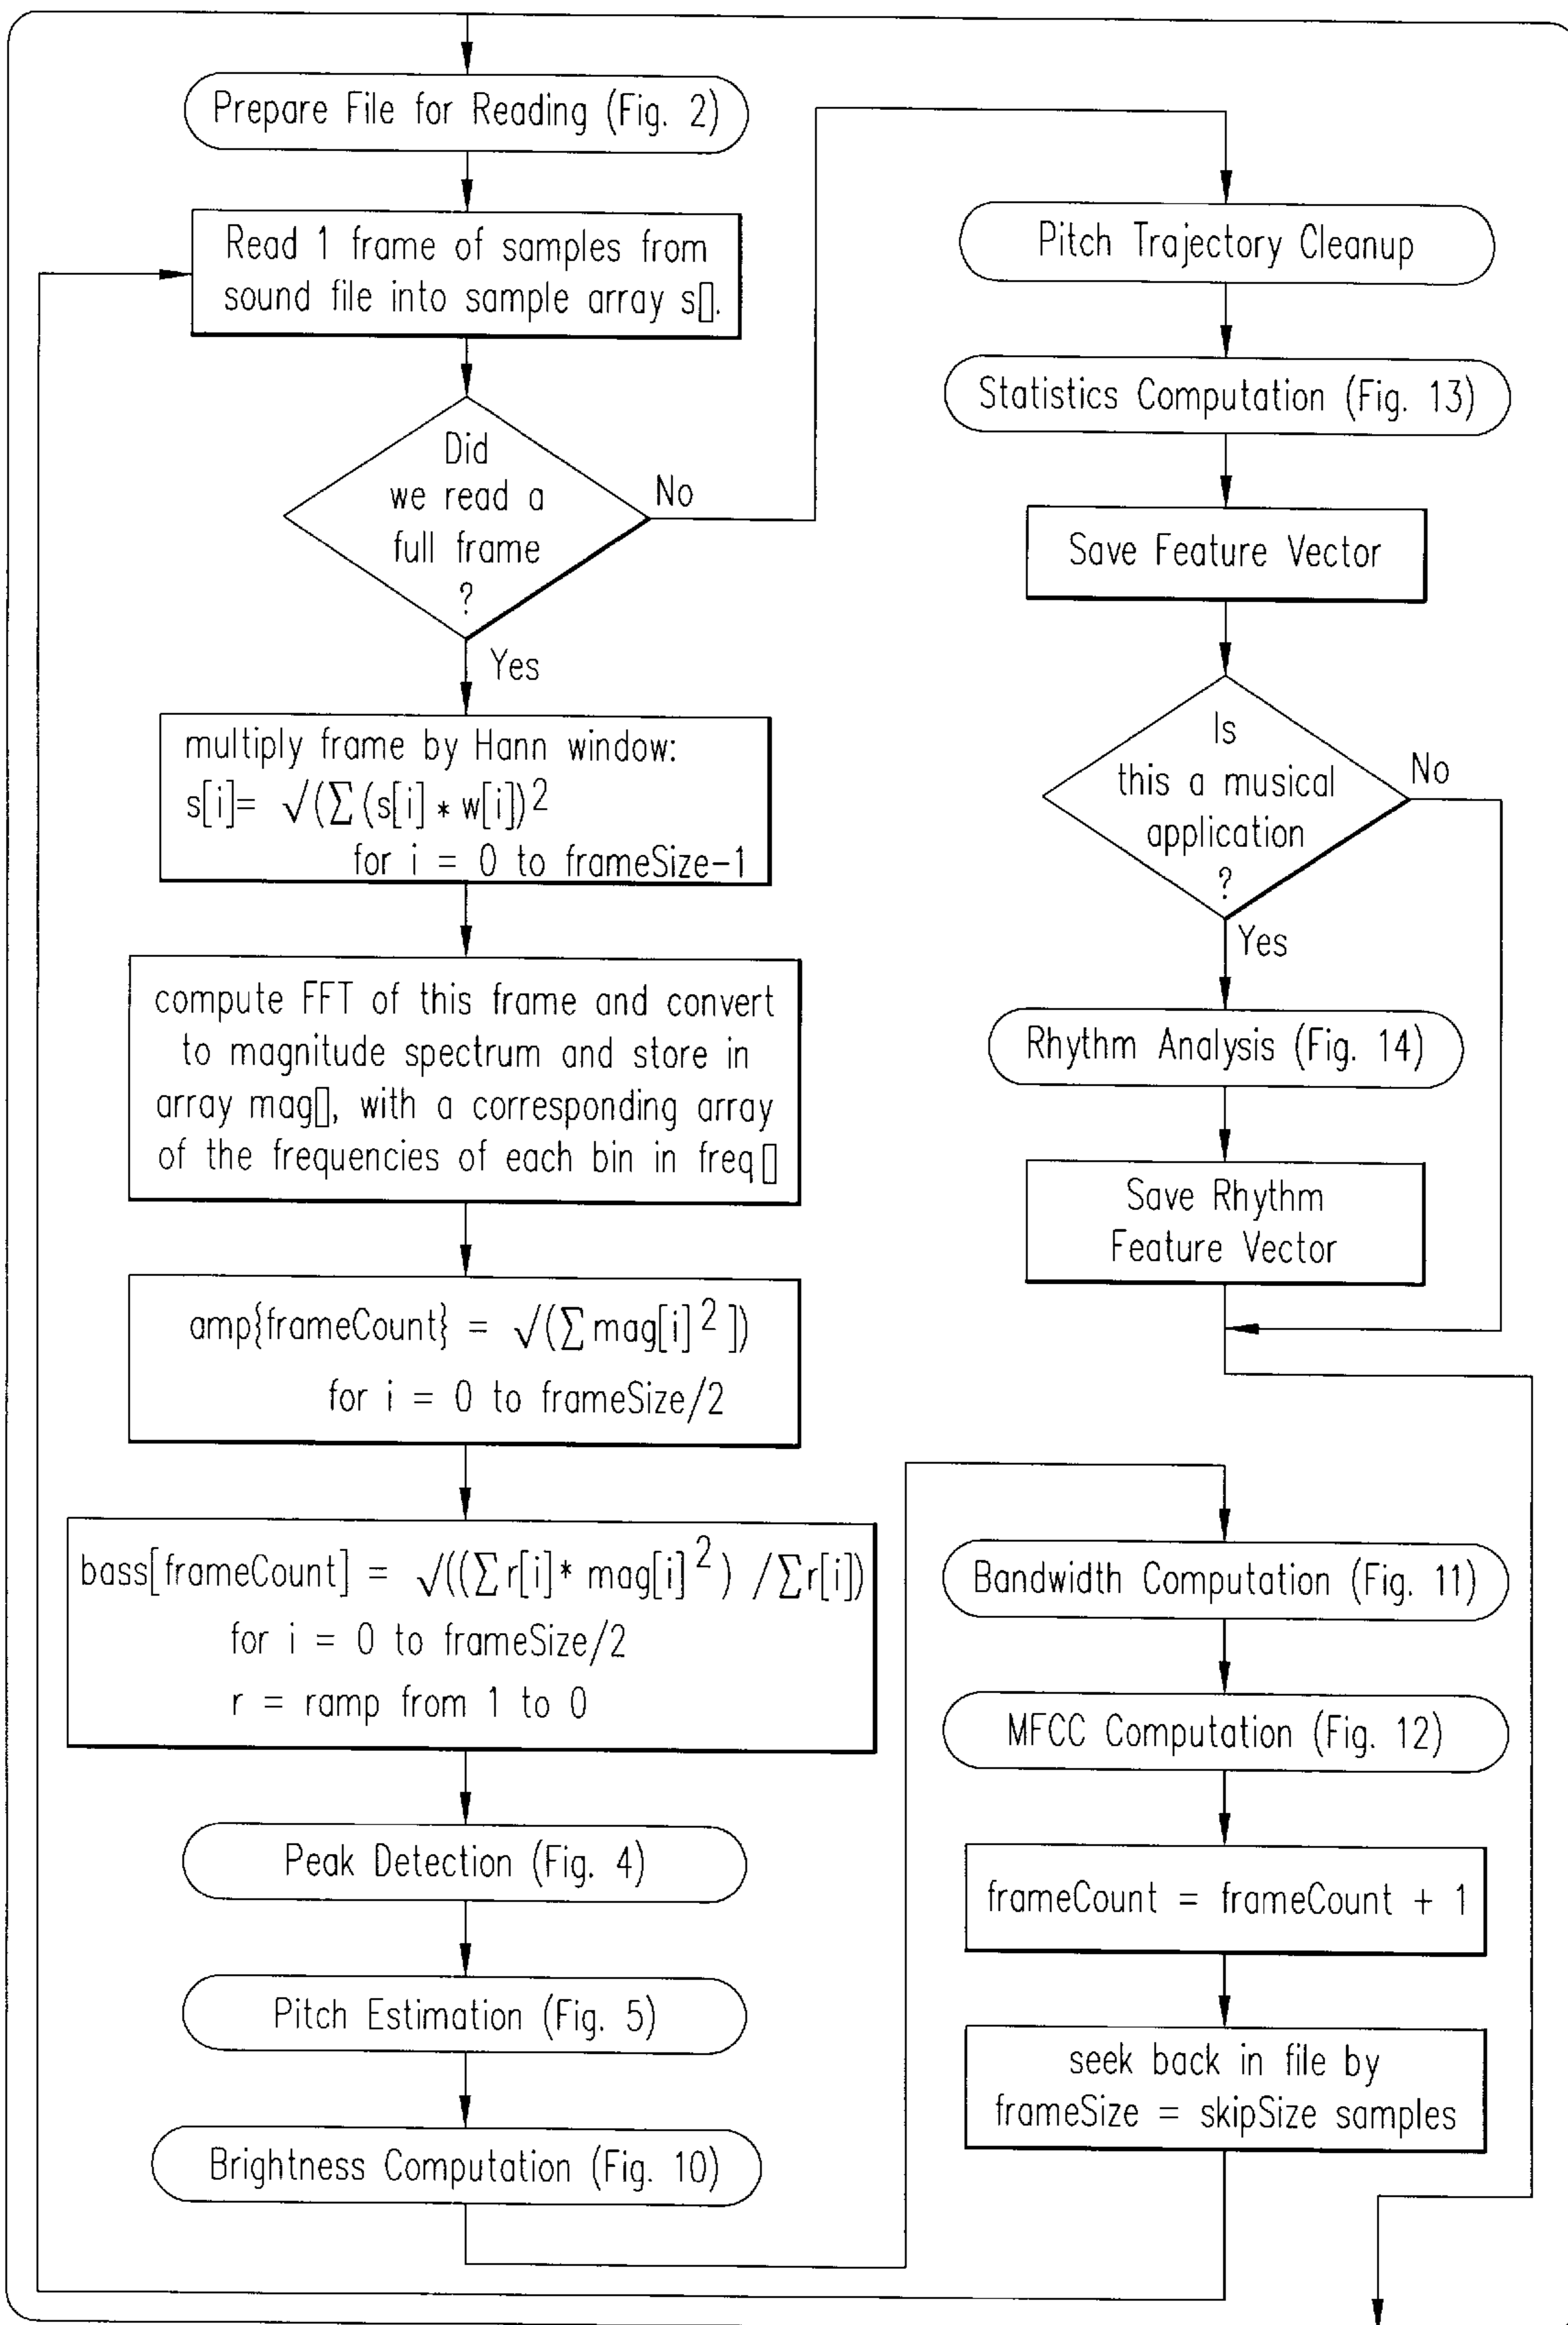 Prepare File for Reading (Fig. 2)
Read 1 frame of samples from
sound file into sample array s[].
Did
we read a
full frame
?
No
Yes
multiply frame by Hann window:
s[i]= √(∑(s[i] * w[i])²
for i = 0 to frameSize-1
compute FFT of this frame and convert
to magnitude spectrum and store in
array mag[], with a corresponding array
of the frequencies of each bin in freq[]
amp{frameCount} = √(∑mag[i]²])
for i = 0 to frameSize/2
bass[frameCount] = √((∑r[i]* mag[i]²) /∑r[i])
for i = 0 to frameSize/2
r = ramp from 1 to 0
Peak Detection (Fig. 4)
Pitch Estimation (Fig. 5)
Brightness Computation (Fig. 10)
Pitch Trajectory Cleanup
Statistics Computation (Fig. 13)
Save Feature Vector
Is
this a musical
application
?
No
Yes
Rhythm Analysis (Fig. 14)
Save Rhythm
Feature Vector
Bandwidth Computation (Fig. 11)
MFCC Computation (Fig. 12)
frameCount = frameCount + 1
seek back in file by
frameSize = skipSize samples